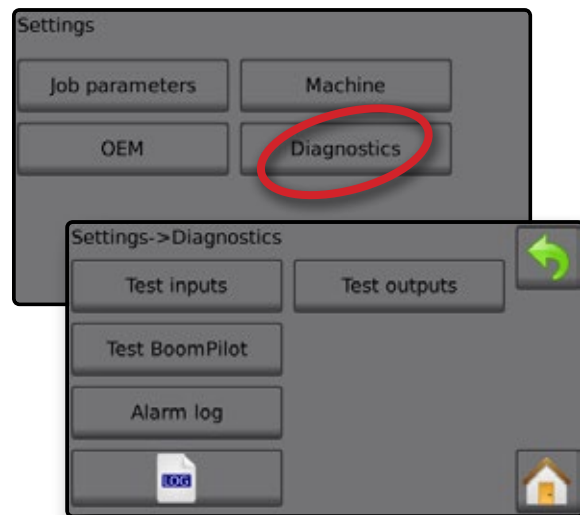 Settings
Job parameters Machine
OEM Diagnostics
Settings->Diagnostics
Test inputs Test outputs
Test BoomPilot
Alarm log
LOG